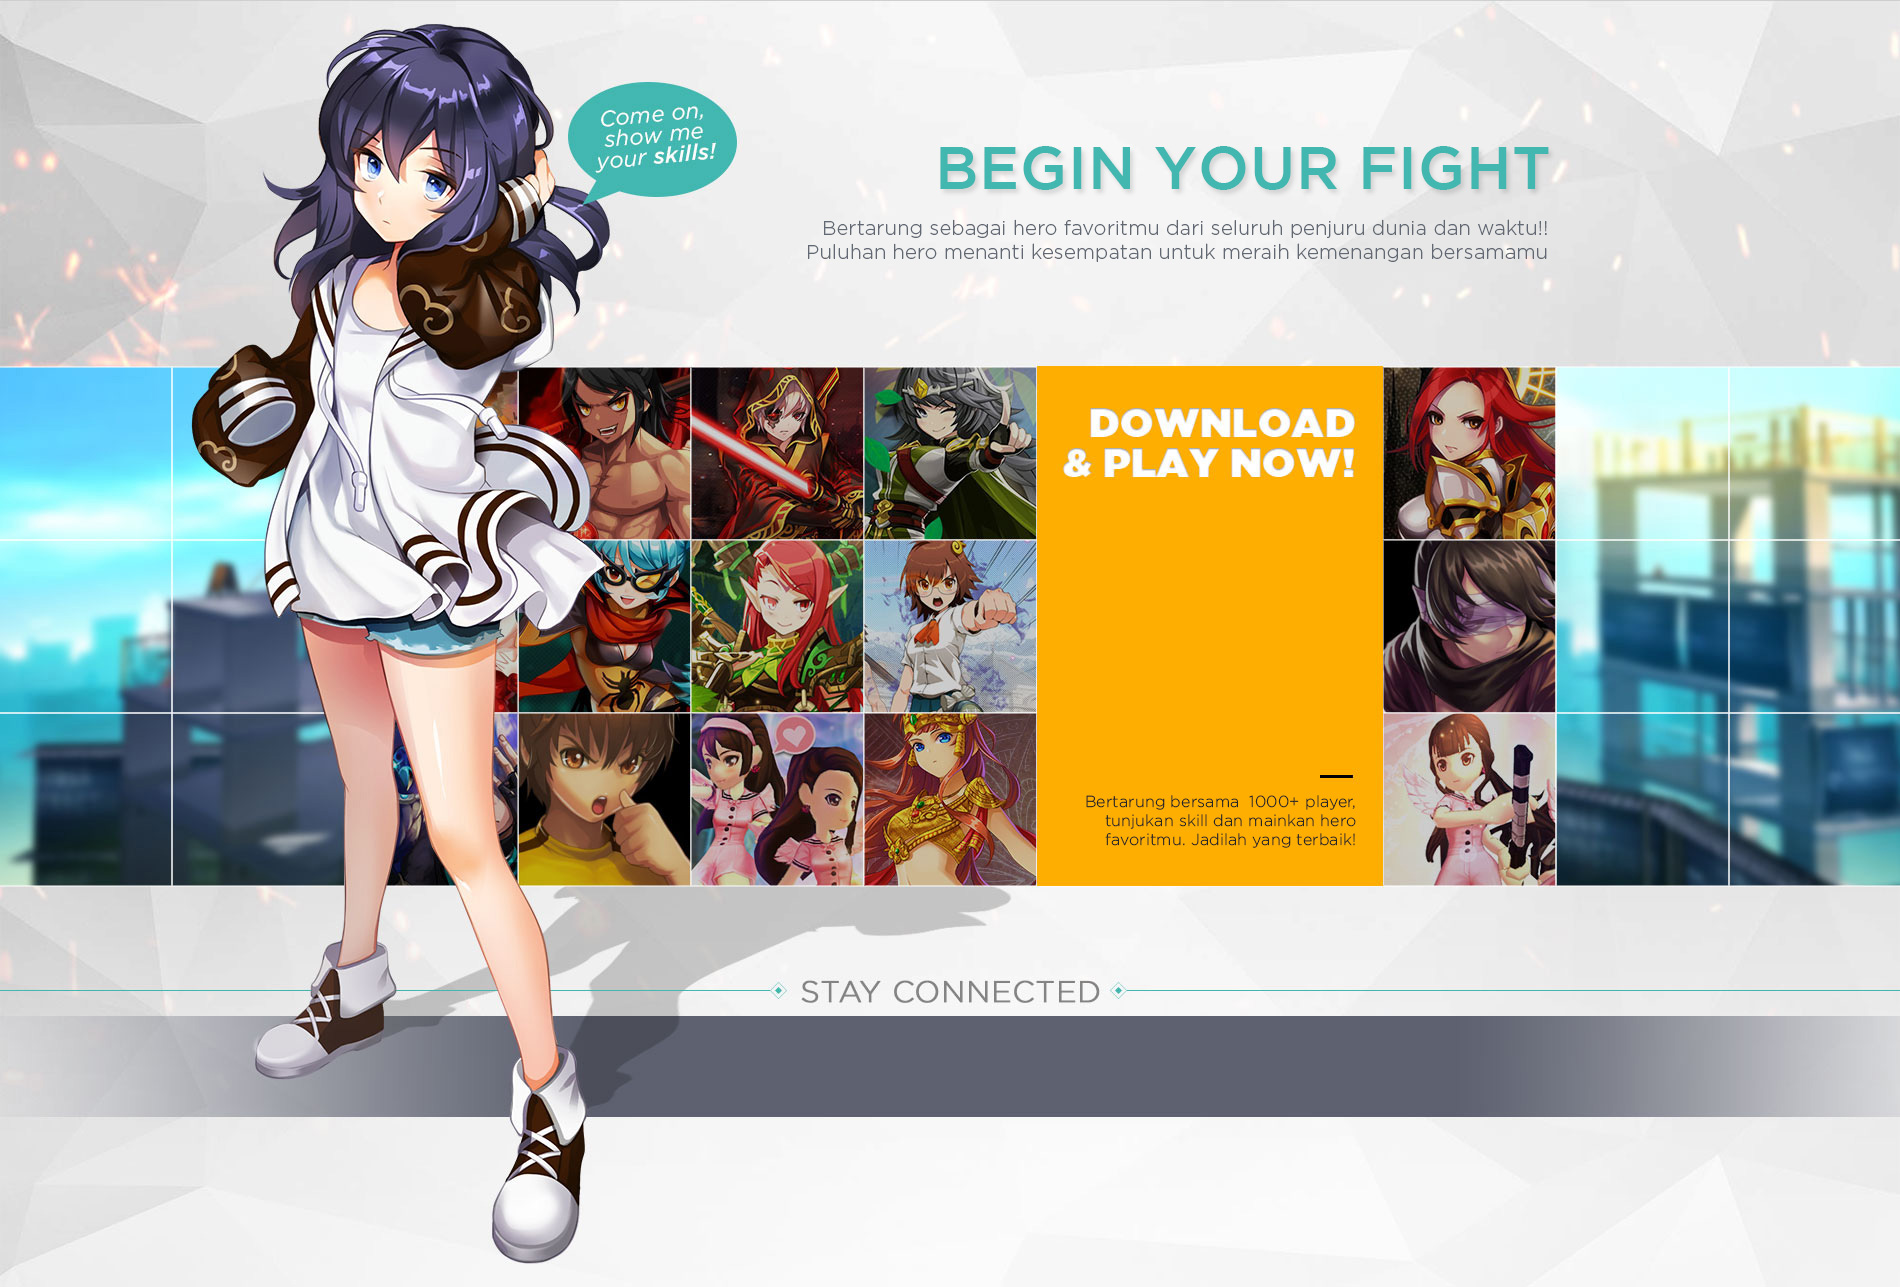 Come on,
show me
your skills!
BEGIN YOUR FIGHT
Bertarung sebagai hero favoritmu dari seluruh penjuru dunia dan waktu!!
Puluhan hero menanti kesempatan untuk meraih kemenangan bersamamu
DOWNLOAD
& PLAY NOW!
Bertarung bersama 1000+ player,
tunjukan skill dan mainkan hero
favoritmu. Jadilah yang terbaik!
STAY CONNECTED